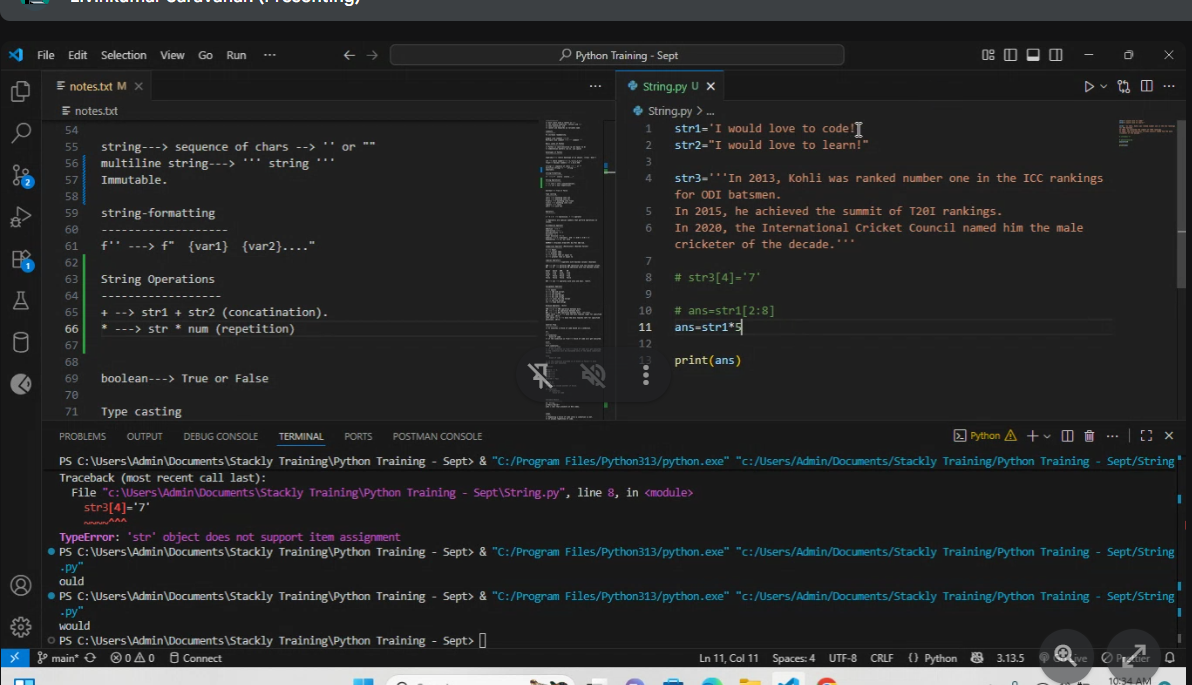 (Presenting)
File Edit Selection View Go Run ··· Python Training - Sept
notes.txt M
String.py U
notes.txt
String.py > ...
54
55 string---> sequence of chars --> '' or ""
56 multiline string---> ''' string '''
57 Immutable.
58
59 string-formatting
60 ------------------
61 f'' ---> f" {var1} {var2}...."
62
63 String Operations
64 ------------------
65 + --> str1 + str2 (concatination).
66 * ---> str * num (repetition)
67
68
69 boolean---> True or False
70
71 Type casting
1 str1='I would love to code!'
2 str2="I would love to learn!"
3
4 str3='''In 2013, Kohli was ranked number one in the ICC rankings
for ODI batsmen.
5 In 2015, he achieved the summit of T20I rankings.
6 In 2020, the International Cricket Council named him the male
cricketer of the decade.'''
7
8 # str3[4]='7'
9
10 # ans=str1[2:8]
11 ans=str1*5
12
13 print(ans)
PROBLEMS OUTPUT DEBUG CONSOLE TERMINAL PORTS POSTMAN CONSOLE
Python
PS C:\Users\Admin\Documents\Stackly Training\Python Training - Sept> & "C:/Program Files/Python313/python.exe" "c:/Users/Admin/Documents/Stackly Training/Python Training - Sept/String
Traceback (most recent call last):
File "c:\Users\Admin\Documents\Stackly Training\Python Training - Sept\String.py", line 8, in <module>
str3[4]='7'
~~~~^^^
TypeError: 'str' object does not support item assignment
PS C:\Users\Admin\Documents\Stackly Training\Python Training - Sept> & "C:/Program Files/Python313/python.exe" "c:/Users/Admin/Documents/Stackly Training/Python Training - Sept/String
.py"
ould
PS C:\Users\Admin\Documents\Stackly Training\Python Training - Sept> & "C:/Program Files/Python313/python.exe" "c:/Users/Admin/Documents/Stackly Training/Python Training - Sept/String
.py"
would
PS C:\Users\Admin\Documents\Stackly Training\Python Training - Sept>
main* 0 0 Connect Ln 11, Col 11 Spaces: 4 UTF-8 CRLF {} Python 3.13.5
10:34 AM